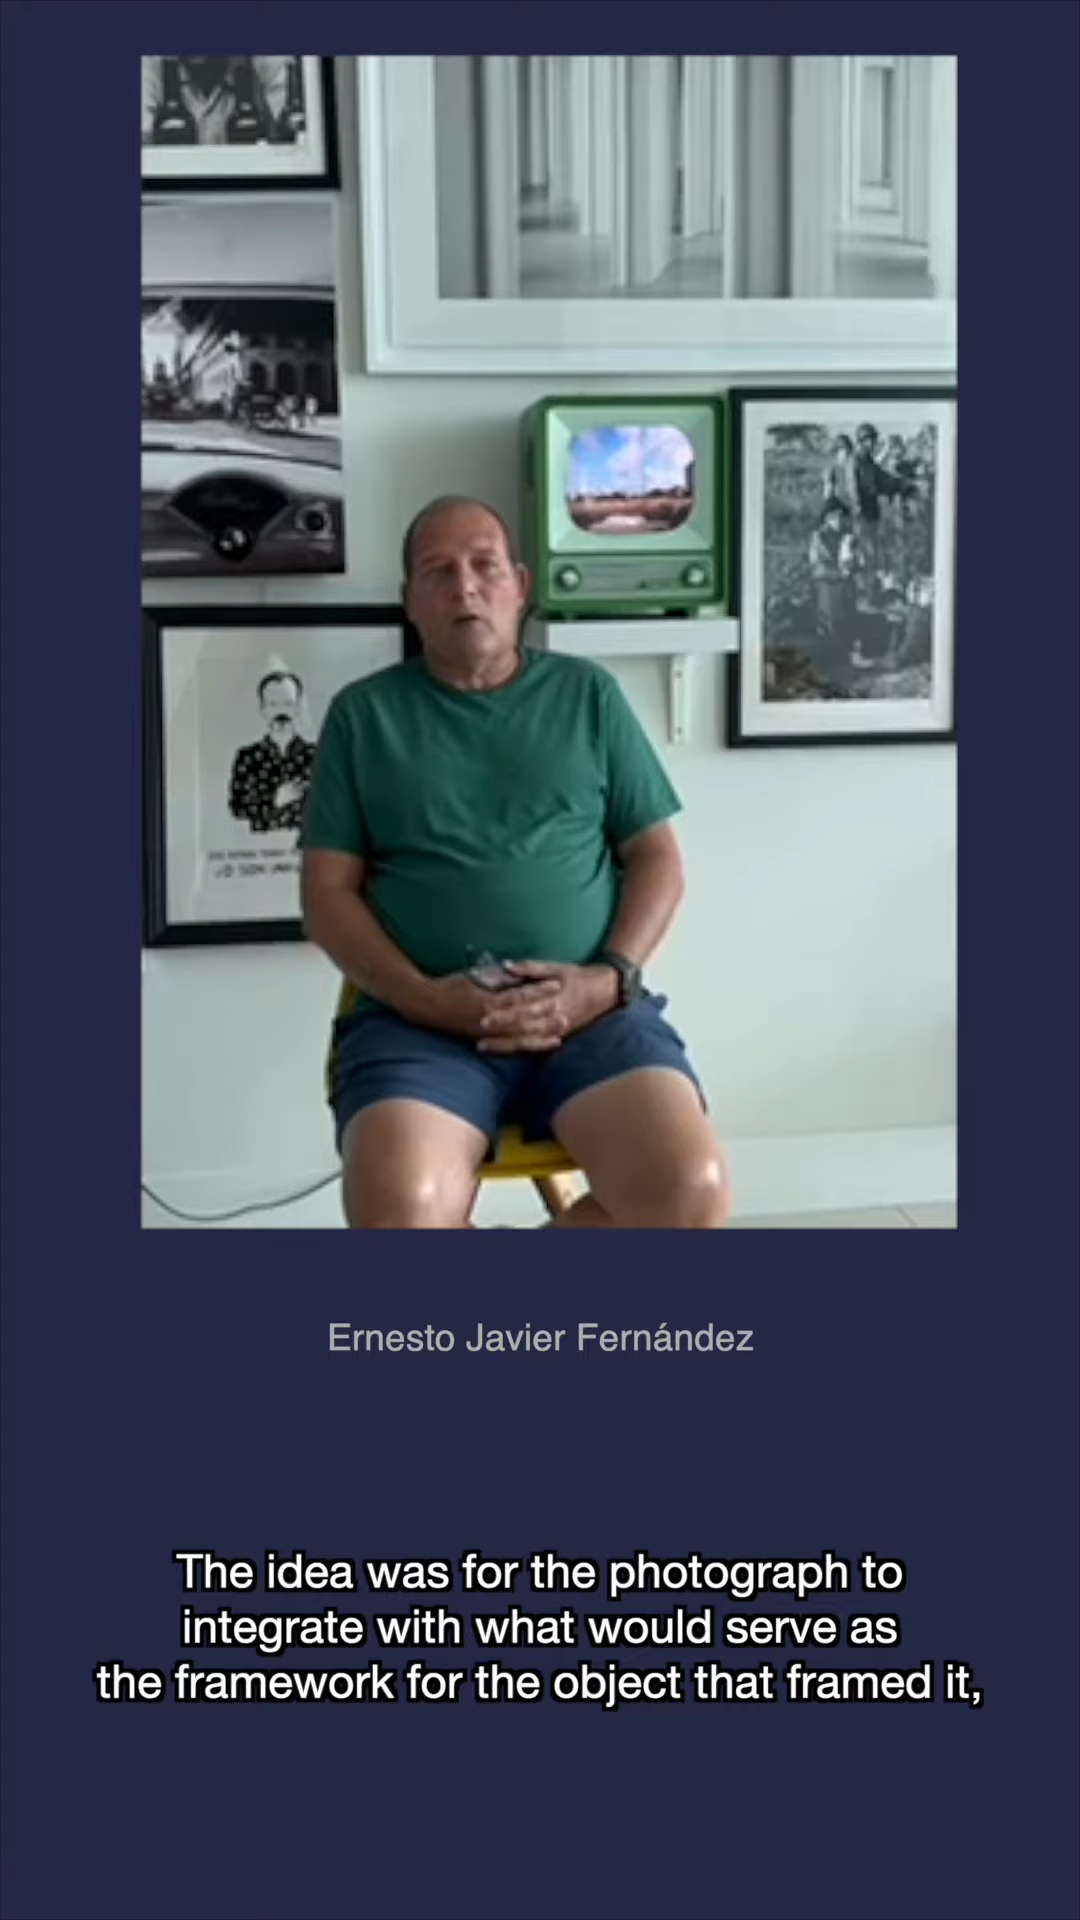 Ernesto Javier Fernández
The idea was for the photograph to
integrate with what would serve as
the framework for the object that framed it,